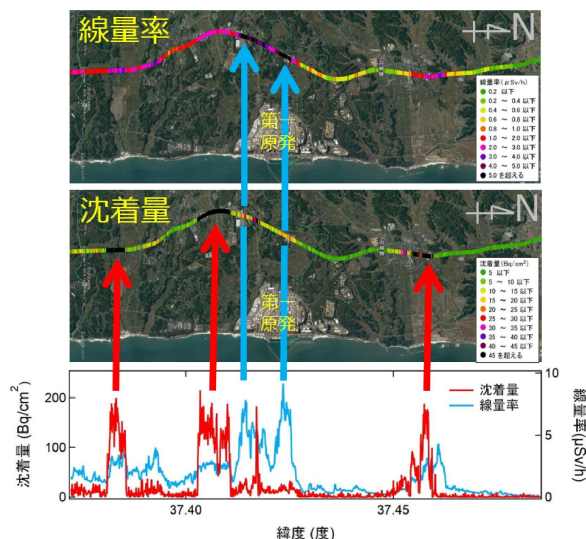 線量率
N
第一
原発
線量率(μSv/h)
0.2 以下
0.2 ～ 0.4 以下
0.4 ～ 0.6 以下
0.6 ～ 0.8 以下
0.8 ～ 1.0 以下
1.0 ～ 2.0 以下
2.0 ～ 3.0 以下
3.0 ～ 4.0 以下
4.0 ～ 5.0 以下
5.0 を超える
沈着量
N
第一
原発
沈着量(Bq/cm²)
5 以下
5 ～ 10 以下
10 ～ 15 以下
15 ～ 20 以下
20 ～ 25 以下
25 ～ 30 以下
30 ～ 35 以下
35 ～ 40 以下
40 ～ 45 以下
45 を超える
沈着量 (Bq/cm²)
200
100
0
沈着量
線量率
10
5
0
線量率(μSv/h)
37.40
37.45
緯度 (度)